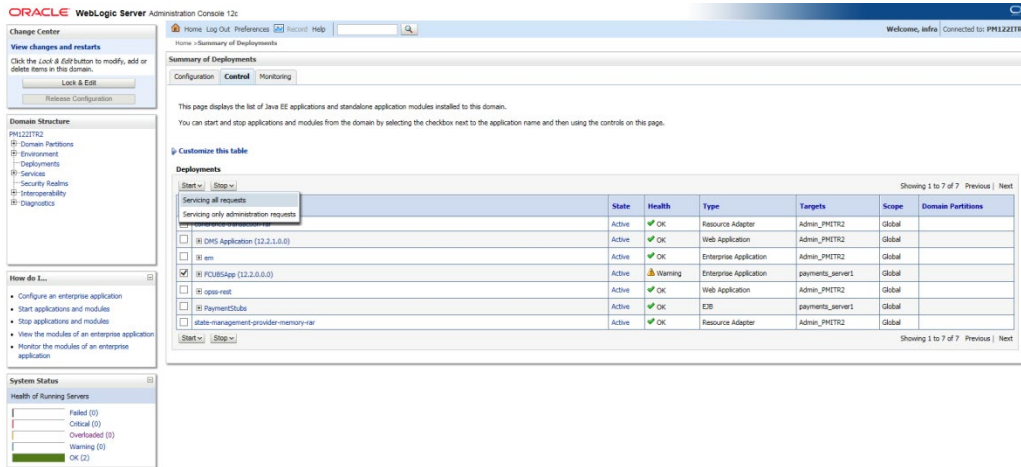 ORACLE WebLogic Server Administration Console 12c
Change Center
View changes and restarts
Click the Lock & Edit button to modify, add or
delete items in this domain.
Lock & Edit
Release Configuration
Domain Structure
PM122ITR2
Domain Partitions
Environment
Deployments
Services
Security Realms
Interoperability
Diagnostics
How do I...
Configure an enterprise application
Start applications and modules
Stop applications and modules
View the modules of an enterprise application
Monitor the modules of an enterprise
application
System Status
Health of Running Servers
Failed (0)
Critical (0)
Overloaded (0)
Warning (0)
OK (2)
Home Log Out Preferences Record Help
Welcome, infra Connected to: PM122ITR
Home >Summary of Deployments
Summary of Deployments
Configuration Control Monitoring
This page displays the list of Java EE applications and standalone application modules installed to this domain.
You can start and stop applications and modules from the domain by selecting the checkbox next to the application name and then using the controls on this page.
Customize this table
Deployments
Start Stop Showing 1 to 7 of 7 Previous | Next
Servicing all requests
Servicing only administration requests
State Health Type Targets Scope Domain Partitions
coherence-transaction-rar Active OK Resource Adapter Admin_PMITR2 Global
DMS Application (12.2.1.0.0) Active OK Web Application Admin_PMITR2 Global
em Active OK Enterprise Application Admin_PMITR2 Global
FCUBSApp (12.2.0.0.0) Active Warning Enterprise Application payments_server1 Global
opss-rest Active OK Web Application Admin_PMITR2 Global
PaymentStubs Active OK EJB payments_server1 Global
state-management-provider-memory-rar Active OK Resource Adapter Admin_PMITR2 Global
Start Stop Showing 1 to 7 of 7 Previous | Next